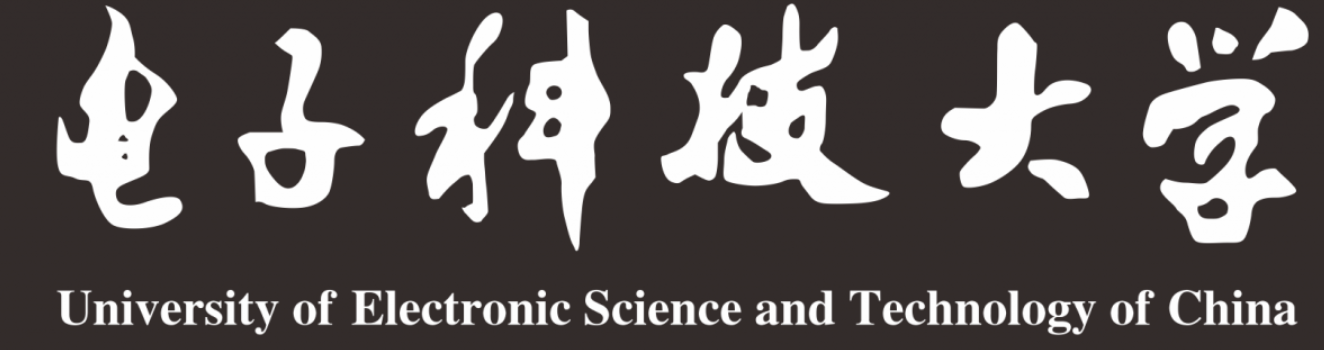 电子科技大学
University of Electronic Science and Technology of China